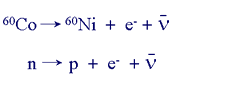 ⁶⁰Co → ⁶⁰Ni + e⁻ + ν̄
n → p + e⁻ + ν̄